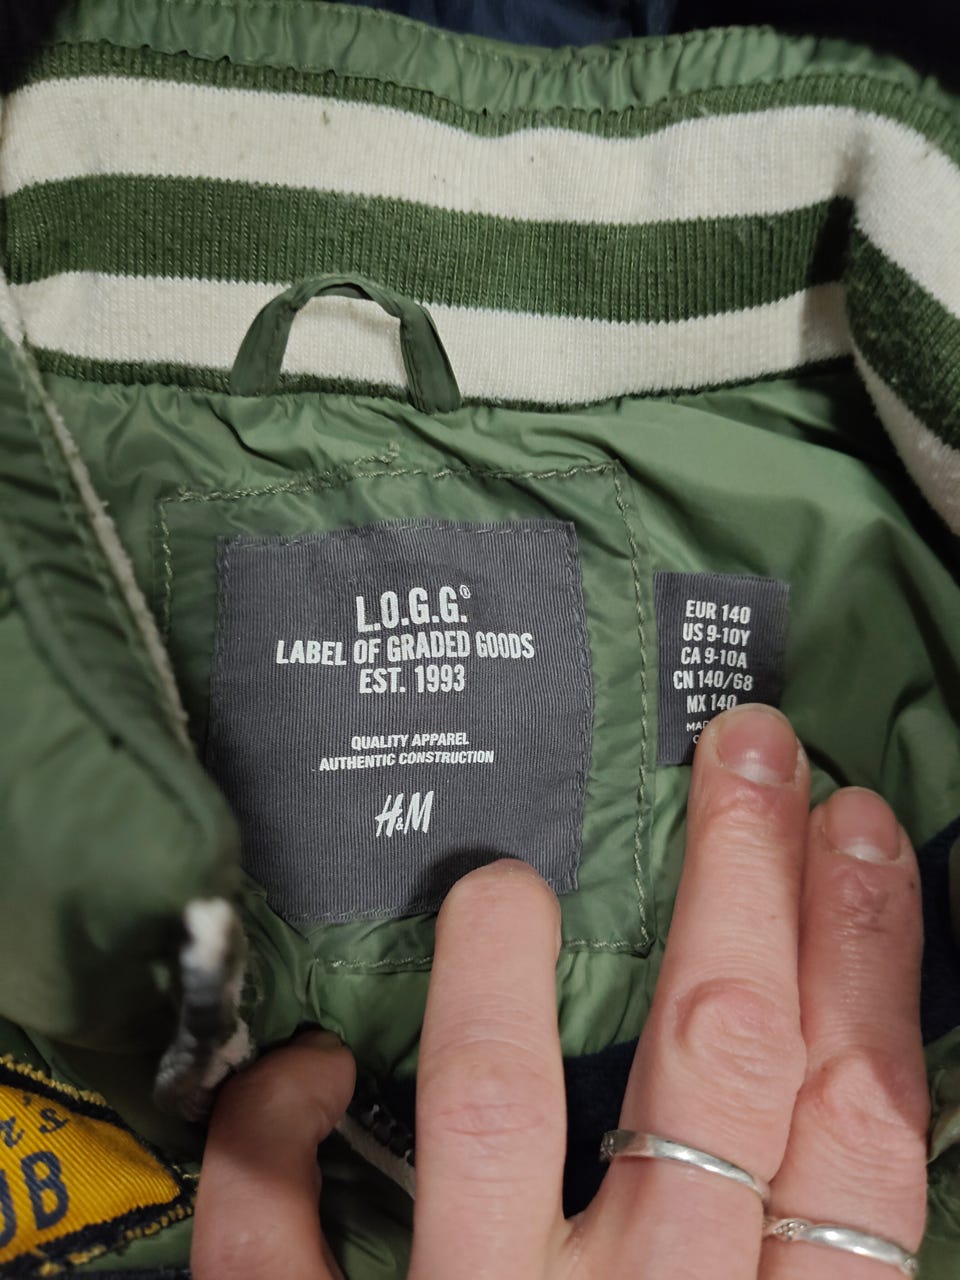 L.O.G.G.®
LABEL OF GRADED GOODS
EST. 1993
QUALITY APPAREL
AUTHENTIC CONSTRUCTION
H&M
EUR 140
US 9-10Y
CA 9-10A
CN 140/68
MX 140